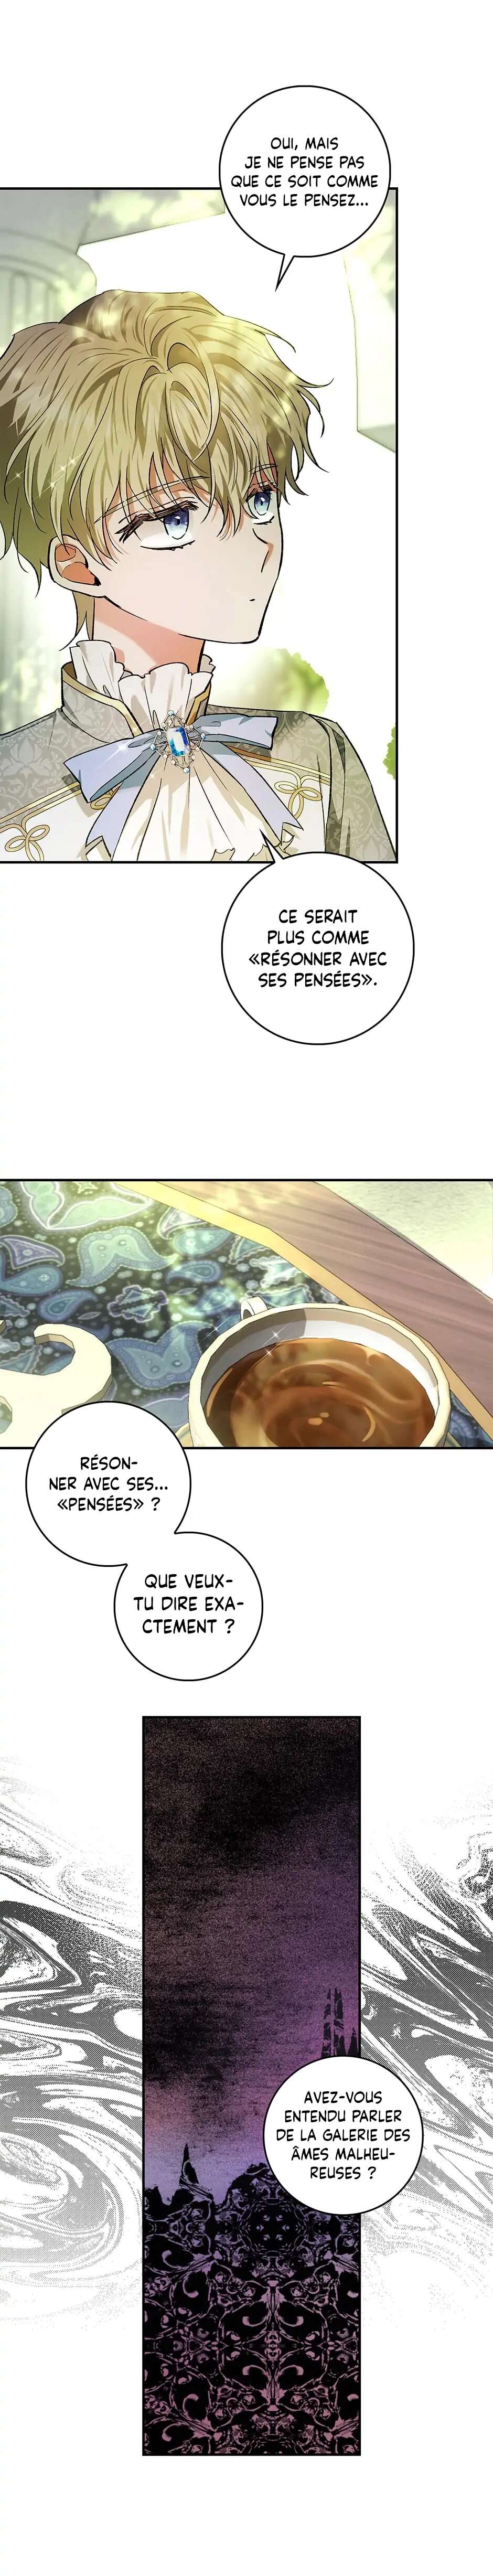 OUI, MAIS
JE NE PENSE PAS
QUE CE SOIT COMME
VOUS LE PENSEZ...
CE SERAIT
PLUS COMME
«RÉSONNER AVEC
SES PENSÉES».
RÉSON-
NER AVEC SES...
«PENSÉES» ?
QUE VEUX-
TU DIRE EXA-
CTEMENT ?
AVEZ-VOUS
ENTENDU PARLER
DE LA GALERIE DES
ÂMES MALHEU-
REUSES ?